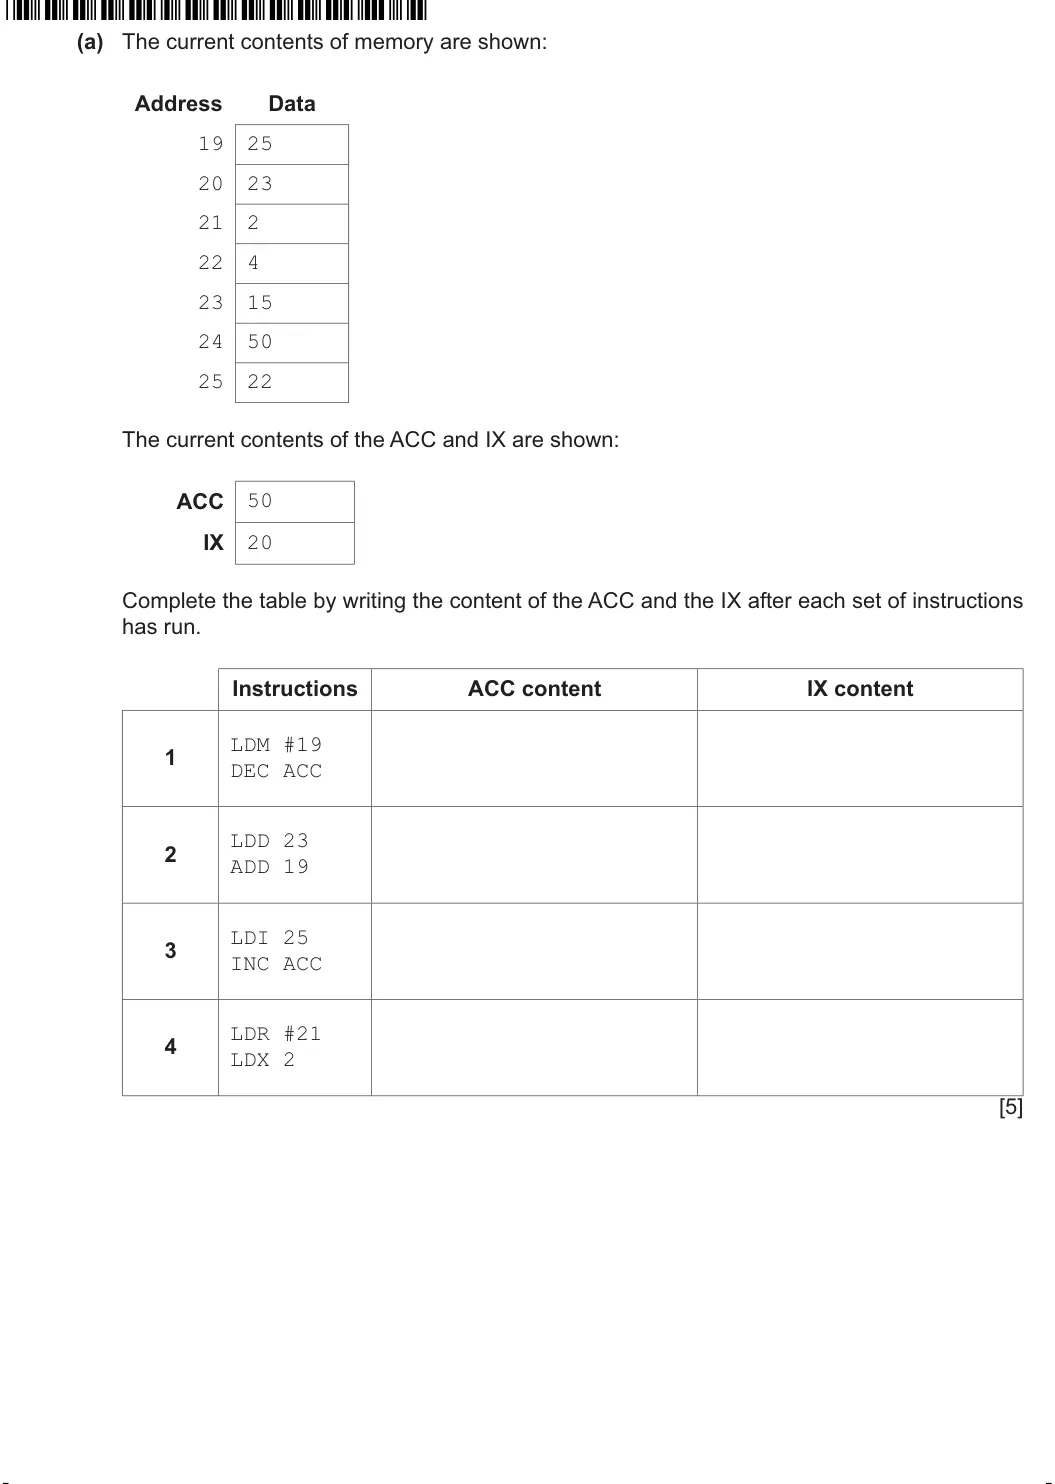 (a) The current contents of memory are shown:
Address Data
19 25
20 23
21 2
22 4
23 15
24 50
25 22
The current contents of the ACC and IX are shown:
ACC 50
IX 20
Complete the table by writing the content of the ACC and the IX after each set of instructions
has run.
Instructions ACC content IX content
1
LDM #19
DEC ACC
2
LDD 23
ADD 19
3
LDI 25
INC ACC
4
LDR #21
LDX 2
[5]